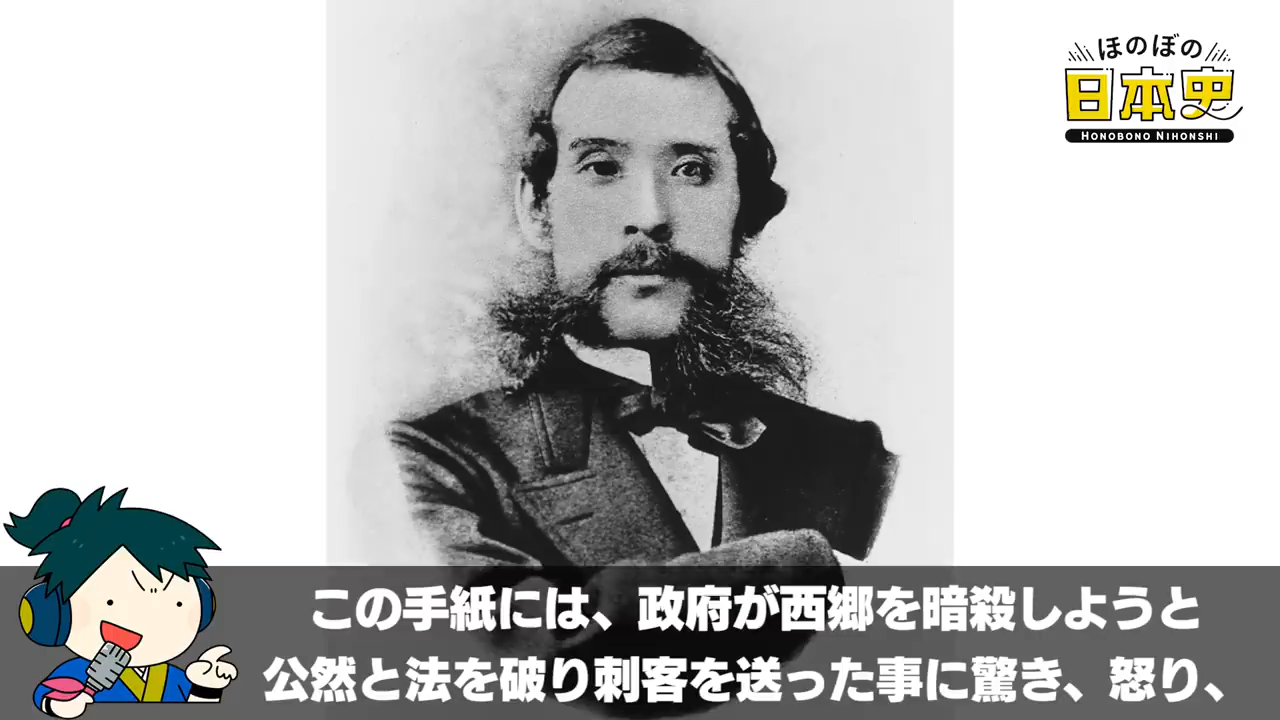 ほのぼの
日本史
HONOBONO NIHONSHI
この手紙には、政府が西郷を暗殺しようと
公然と法を破り刺客を送った事に驚き、怒り、